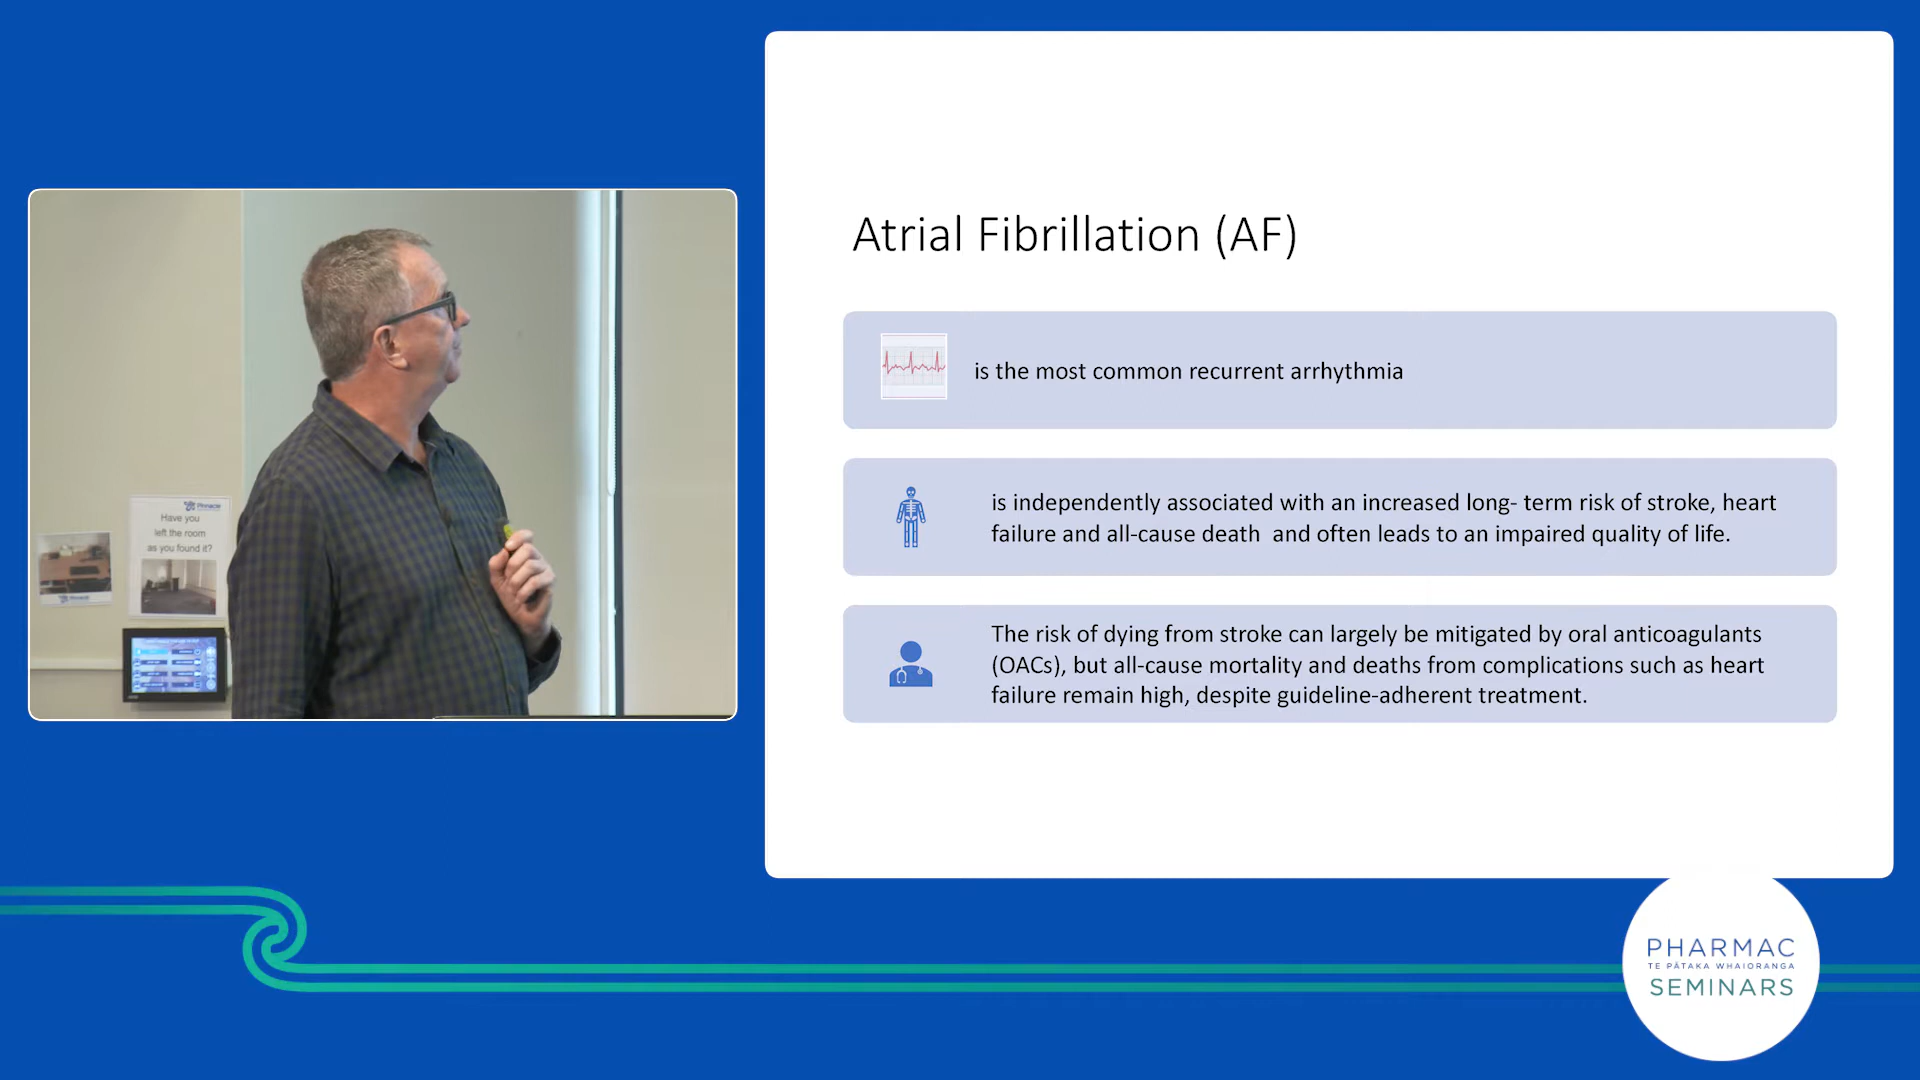 Atrial Fibrillation (AF)
is the most common recurrent arrhythmia
is independently associated with an increased long- term risk of stroke, heart
failure and all-cause death  and often leads to an impaired quality of life.
The risk of dying from stroke can largely be mitigated by oral anticoagulants
(OACs), but all-cause mortality and deaths from complications such as heart
failure remain high, despite guideline-adherent treatment.
Pinnacle
Have you
left the room
as you found it?
Pinnacle
PHARMAC
TE PĀTAKA WHAIORANGA
SEMINARS